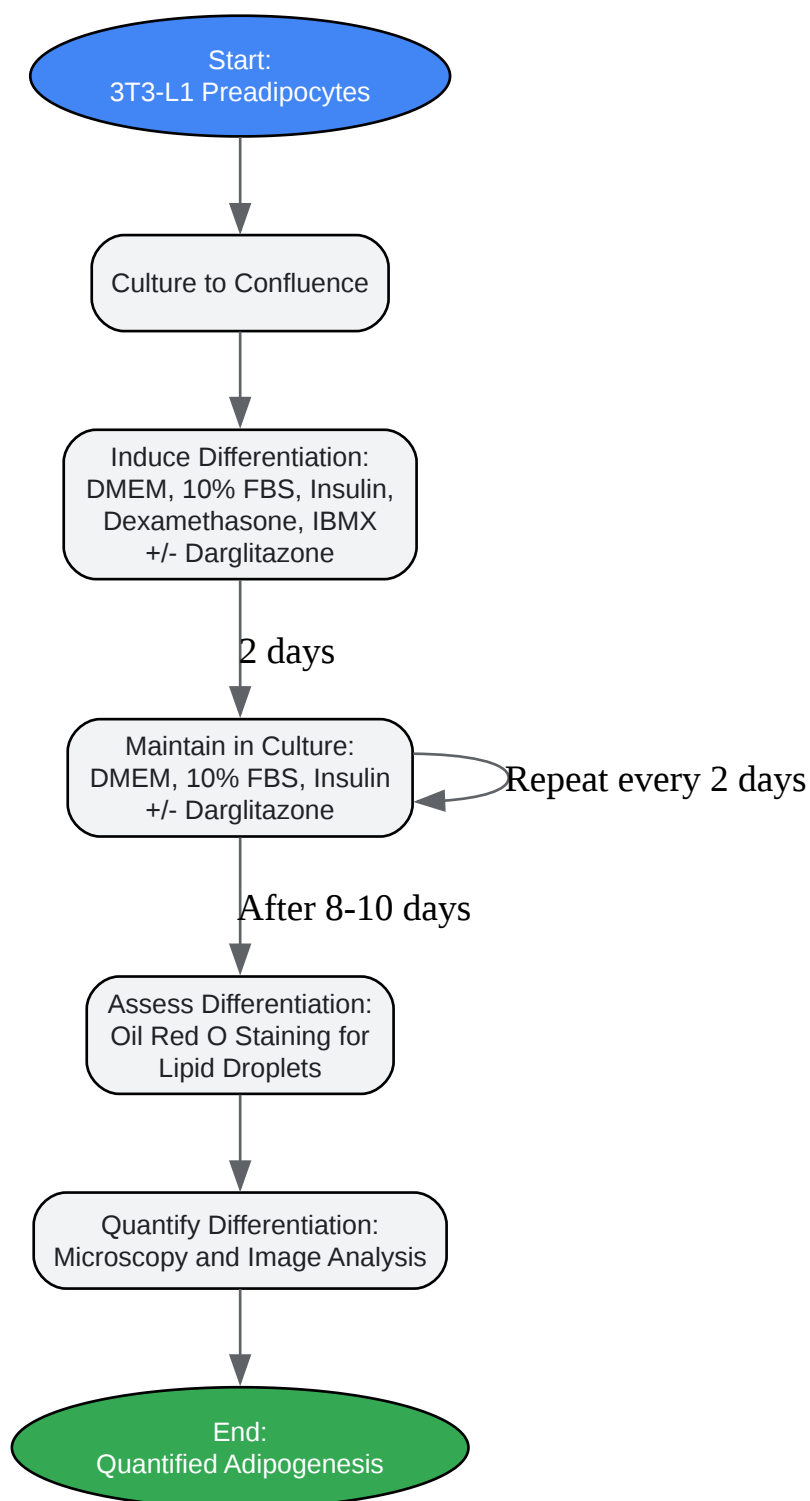 Start:
3T3-L1 Preadipocytes
Culture to Confluence
Induce Differentiation:
DMEM, 10% FBS, Insulin,
Dexamethasone, IBMX
+/- Darglitazone
2 days
Maintain in Culture:
DMEM, 10% FBS, Insulin
+/- Darglitazone
Repeat every 2 days
After 8-10 days
Assess Differentiation:
Oil Red O Staining for
Lipid Droplets
Quantify Differentiation:
Microscopy and Image Analysis
End:
Quantified Adipogenesis